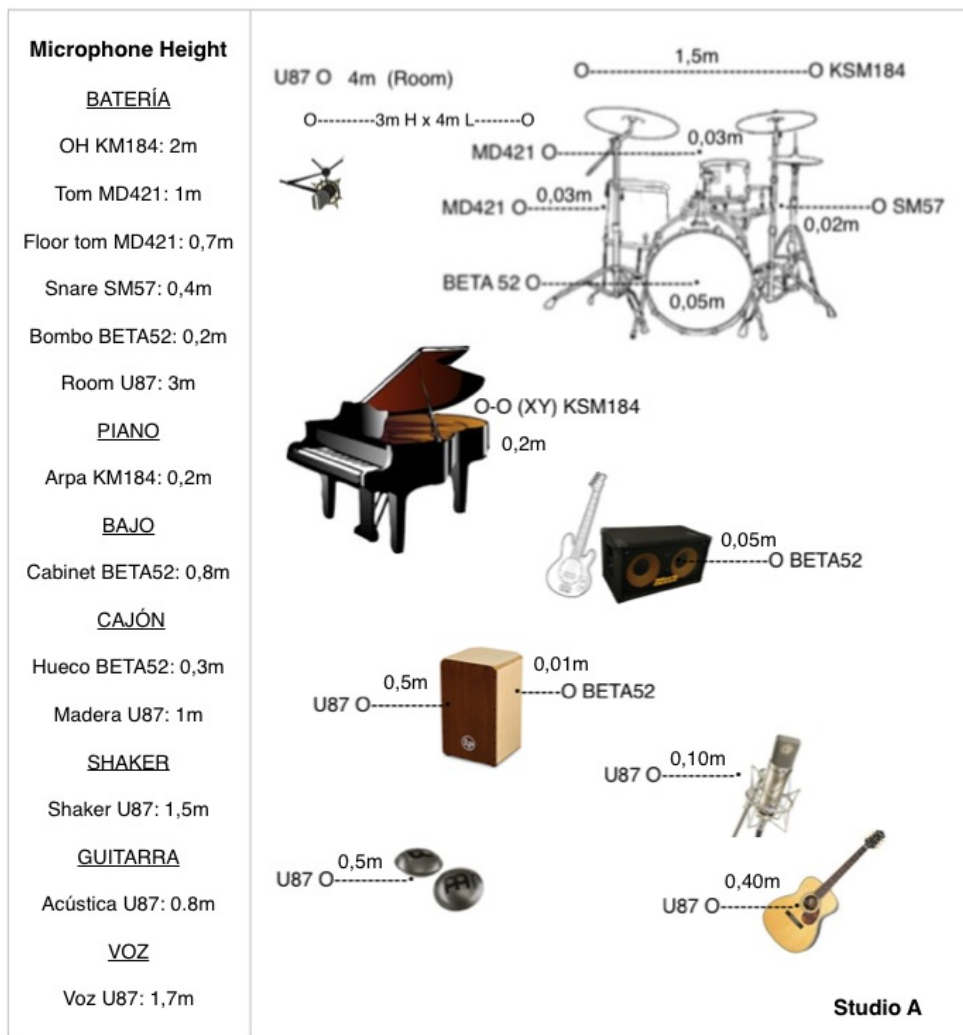 Microphone Height
BATERÍA
OH KM184: 2m
Tom MD421: 1m
Floor tom MD421: 0,7m
Snare SM57: 0,4m
Bombo BETA52: 0,2m
Room U87: 3m
PIANO
Arpa KM184: 0,2m
BAJO
Cabinet BETA52: 0,8m
CAJÓN
Hueco BETA52: 0,3m
Madera U87: 1m
SHAKER
Shaker U87: 1,5m
GUITARRA
Acústica U87: 0.8m
VOZ
Voz U87: 1,7m
U87 O 4m (Room)
O------3m H x 4m L------O
1,5m
O------------------O KSM184
MD421 O
0,03m
MD421 O
0,03m
O SM57
0,02m
BETA 52 O
0,05m
O-O (XY) KSM184
0,2m
0,05m
O BETA52
0,5m
U87 O
0,01m
O BETA52
LP
0,10m
U87 O
0,5m
U87 O
0,40m
U87 O
Studio A